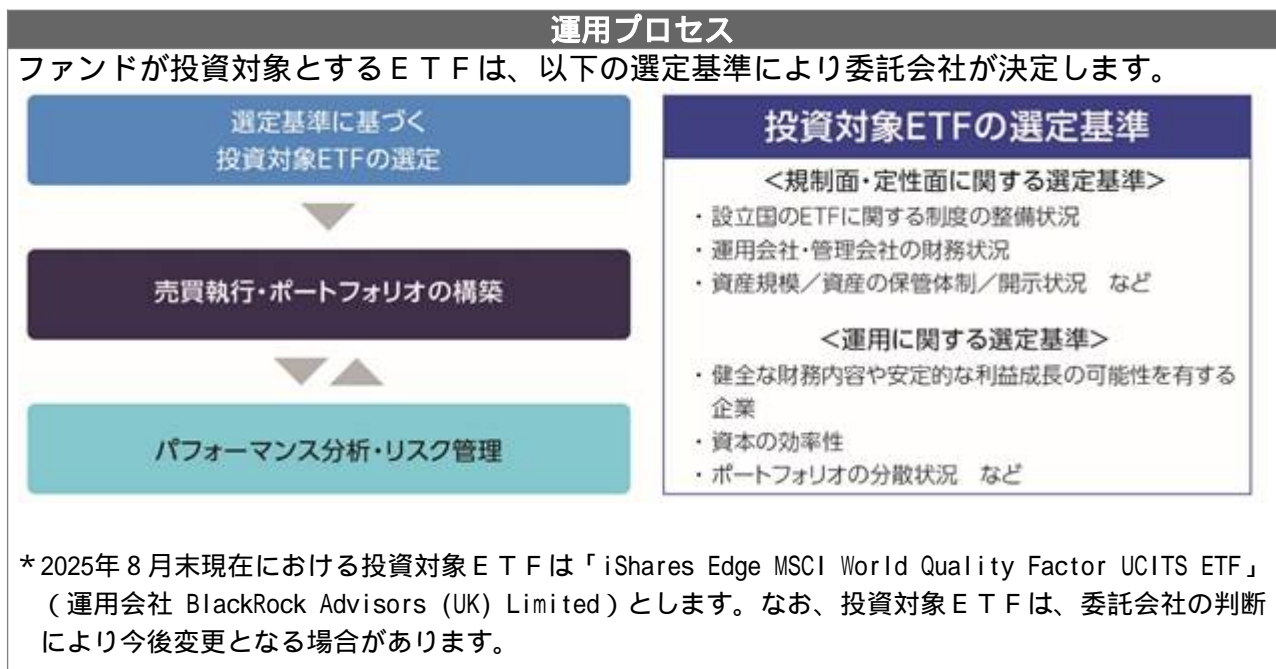 運用プロセス
ファンドが投資対象とするＥＴＦは、以下の選定基準により委託会社が決定します。
選定基準に基づく
投資対象ETFの選定
売買執行・ポートフォリオの構築
パフォーマンス分析・リスク管理
投資対象ETFの選定基準
＜規制面・定性面に関する選定基準＞
・設立国のETFに関する制度の整備状況
・運用会社・管理会社の財務状況
・資産規模／資産の保管体制／開示状況　など
＜運用に関する選定基準＞
・健全な財務内容や安定的な利益成長の可能性を有する
企業
・資本の効率性
・ポートフォリオの分散状況　など
＊2025年８月末現在における投資対象ＥＴＦは「iShares Edge MSCI World Quality Factor UCITS ETF」
（運用会社 BlackRock Advisors (UK) Limited）とします。なお、投資対象ＥＴＦは、委託会社の判断
により今後変更となる場合があります。